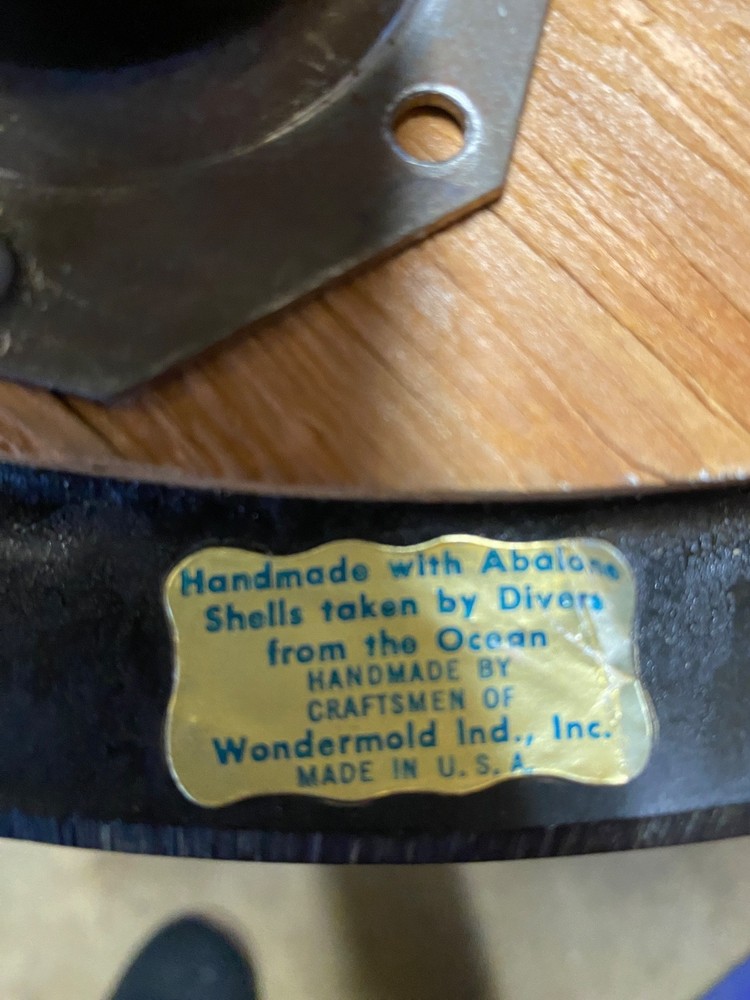 Handmade with Abalone
Shells taken by Divers
from the Ocean
HANDMADE BY
CRAFTSMEN OF
Wondermold Ind., Inc.
MADE IN U.S.A.